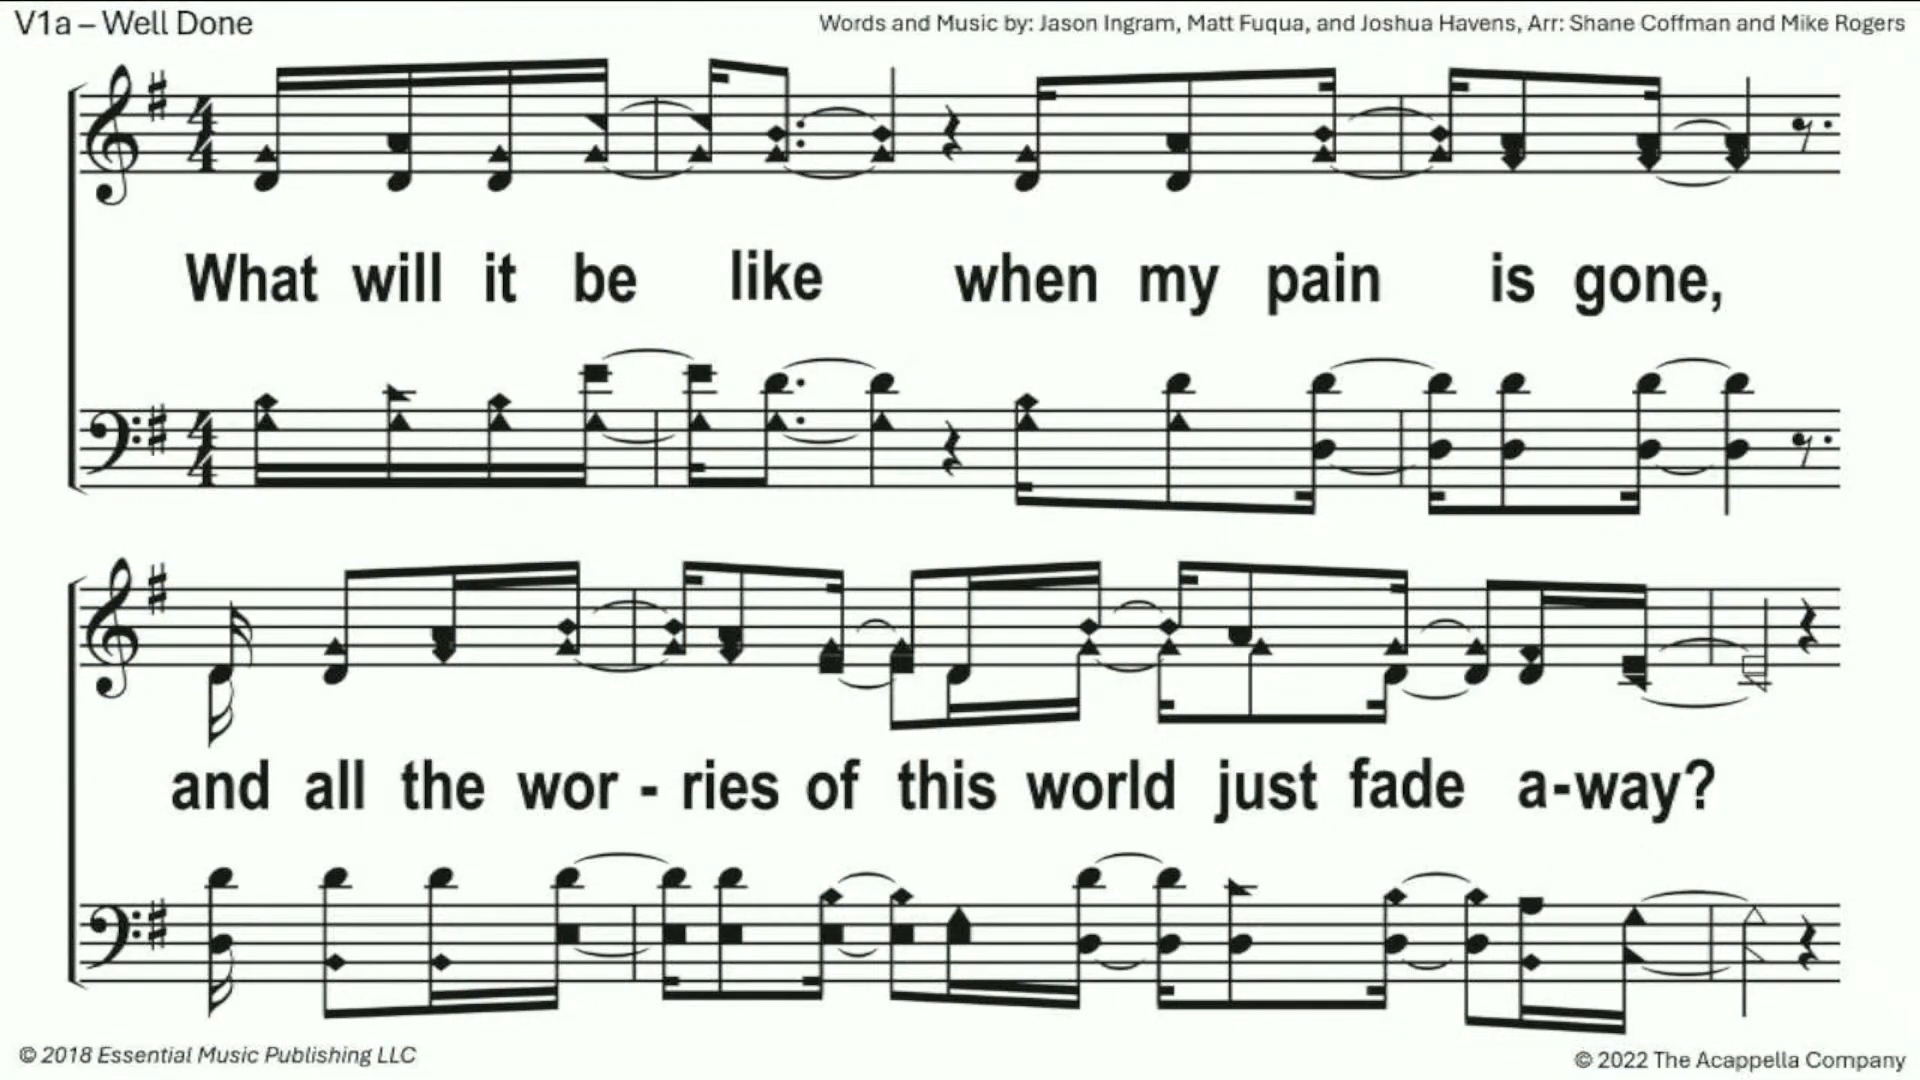 V1a – Well Done
Words and Music by: Jason Ingram, Matt Fuqua, and Joshua Havens, Arr: Shane Coffman and Mike Rogers
What will it be like when my pain is gone,
and all the wor - ries of this world just fade a-way?
© 2018 Essential Music Publishing LLC
© 2022 The Acappella Company